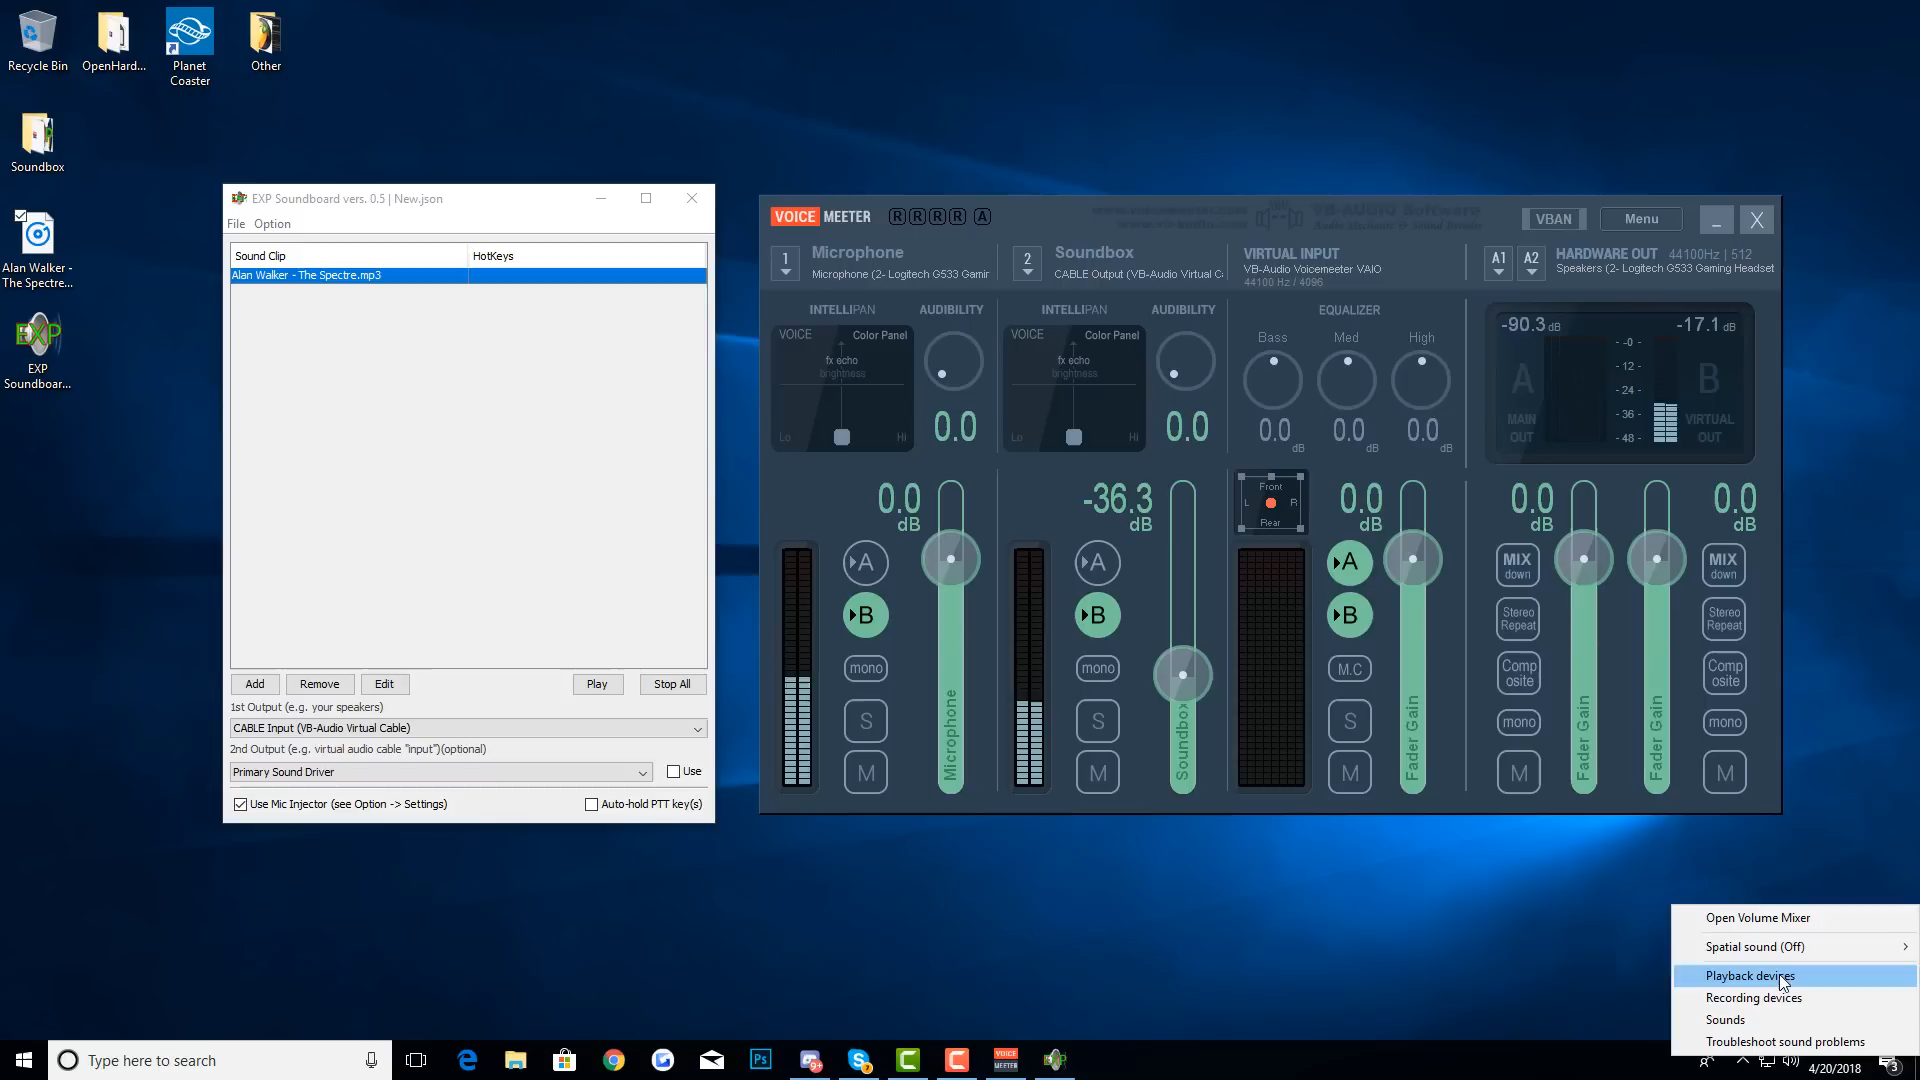 Recycle Bin
OpenHard...
Planet
Coaster
Other
Soundbox
Alan Walker -
The Spectre...
EXP
EXP
Soundboar...
EXP Soundboard vers. 0.5 | New.json
File Option
Sound Clip HotKeys
Alan Walker - The Spectre.mp3
Add Remove Edit Play Stop All
1st Output (e.g. your speakers)
CABLE Input (VB-Audio Virtual Cable)
2nd Output (e.g. virtual audio cable "input")(optional)
Primary Sound Driver Use
Use Mic Injector (see Option -> Settings) Auto-hold PTT key(s)
VOICE MEETER R R R R A VB-AUDIO Software VBAN Menu _ X
1 Microphone
Microphone (2- Logitech G533 Gamir
2 Soundbox
CABLE Output (VB-Audio Virtual C
VIRTUAL INPUT
VB-Audio Voicemeeter VAIO
44100 Hz / 4096
A1 A2 HARDWARE OUT 44100Hz | 512
Speakers (2- Logitech G533 Gaming Headset
INTELLIPAN AUDIBILITY
VOICE Color Panel
fx echo
brightness
Lo Hi
0.0
INTELLIPAN AUDIBILITY
VOICE Color Panel
fx echo
brightness
Lo Hi
0.0
EQUALIZER
Bass Med High
0.0 0.0 0.0
dB dB dB
-90.3 dB -17.1 dB
- -0 -
- -12 -
- -24 -
- -36 -
- -48 -
A B
MAIN
OUT
VIRTUAL
OUT
0.0
dB
A
B
mono
S
M
Microphone
-36.3
dB
A
B
mono
S
M
Soundbox
Front
L R
Rear
0.0
dB
A
B
M.C
S
M
Fader Gain
0.0
dB
MIX
down
Stereo
Repeat
Comp
osite
mono
M
Fader Gain
Fader Gain
0.0
dB
MIX
down
Stereo
Repeat
Comp
osite
mono
M
Open Volume Mixer
Spatial sound (Off)
Playback devices
Recording devices
Sounds
Troubleshoot sound problems
Type here to search
Ps
VOICE
MEETER
4/20/2018
3